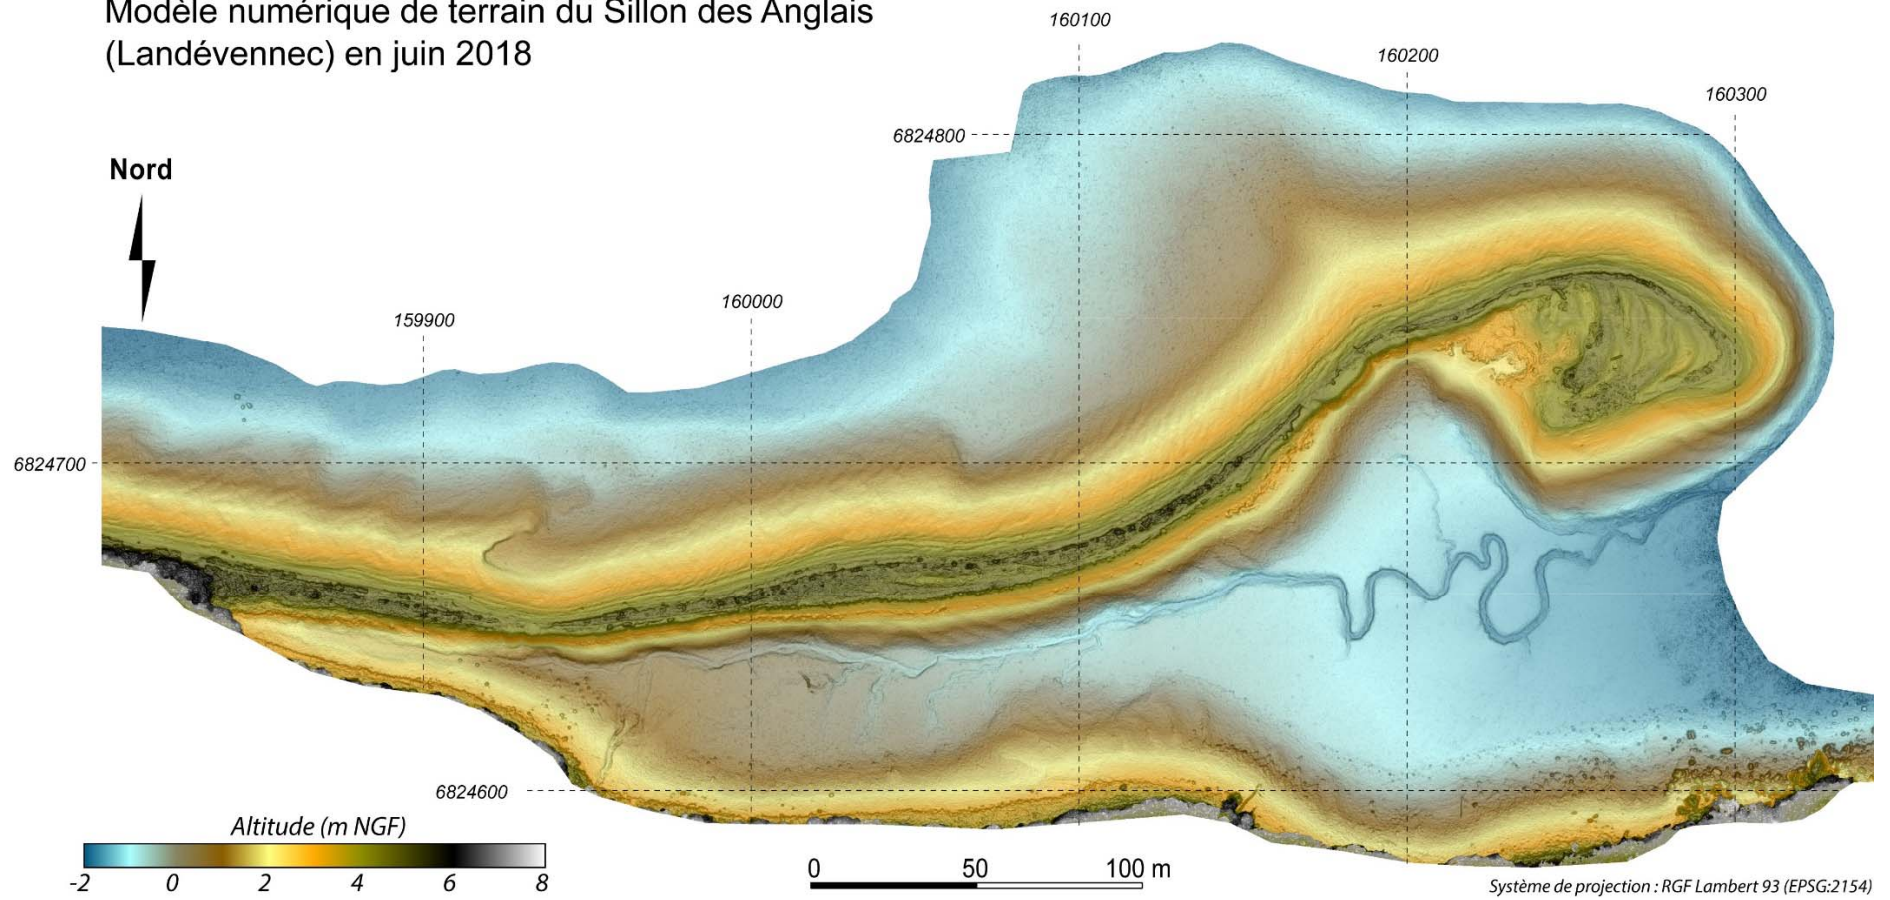 Modèle numérique de terrain du Sillon des Anglais
(Landévennec) en juin 2018
160100
160200
160300
6824800
Nord
160000
159900
6824700
6824600
Altitude (m NGF)
-2 0 2 4 6 8
0 50 100 m
Système de projection : RGF Lambert 93 (EPSG:2154)